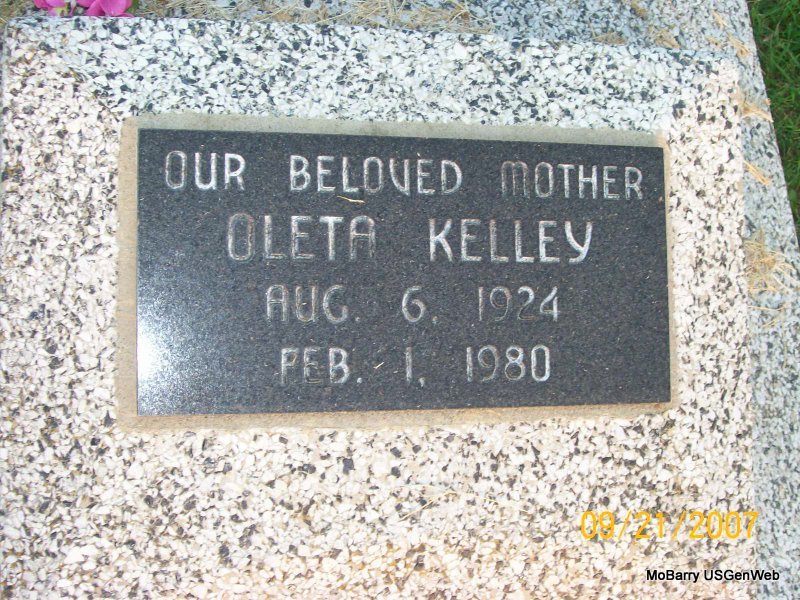 OUR BELOVED MOTHER
OLETA KELLEY
AUG. 6, 1924
FEB. 1, 1980
09/21/2007
MoBarry USGenWeb